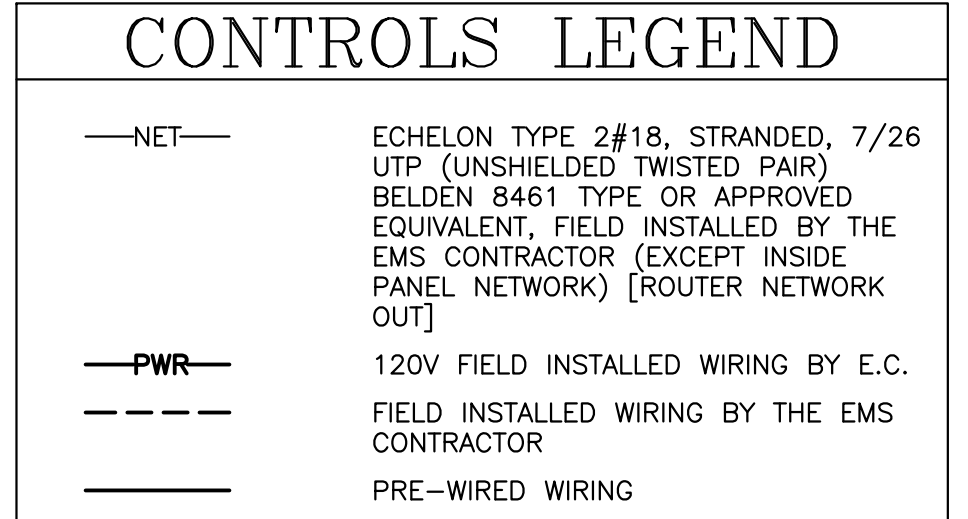 CONTROLS LEGEND
NET
ECHELON TYPE 2#18, STRANDED, 7/26
UTP (UNSHIELDED TWISTED PAIR)
BELDEN 8461 TYPE OR APPROVED
EQUIVALENT, FIELD INSTALLED BY THE
EMS CONTRACTOR (EXCEPT INSIDE
PANEL NETWORK) [ROUTER NETWORK
OUT]
PWR
120V FIELD INSTALLED WIRING BY E.C.
FIELD INSTALLED WIRING BY THE EMS
CONTRACTOR
PRE-WIRED WIRING